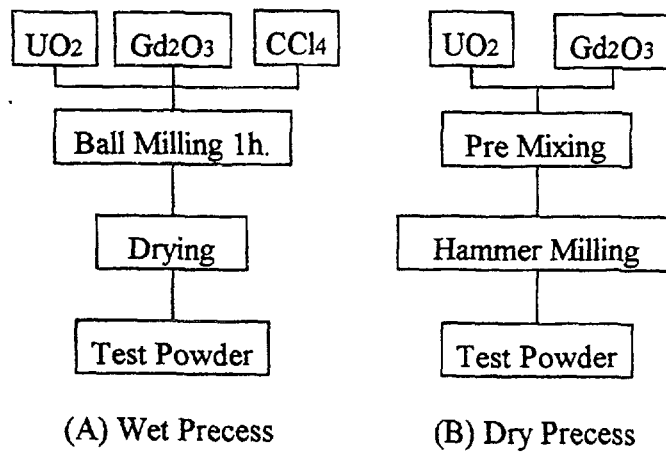 UO2 Gd2O3 CCl4
Ball Milling 1h.
Drying
Test Powder
(A) Wet Precess
UO2 Gd2O3
Pre Mixing
Hammer Milling
Test Powder
(B) Dry Precess